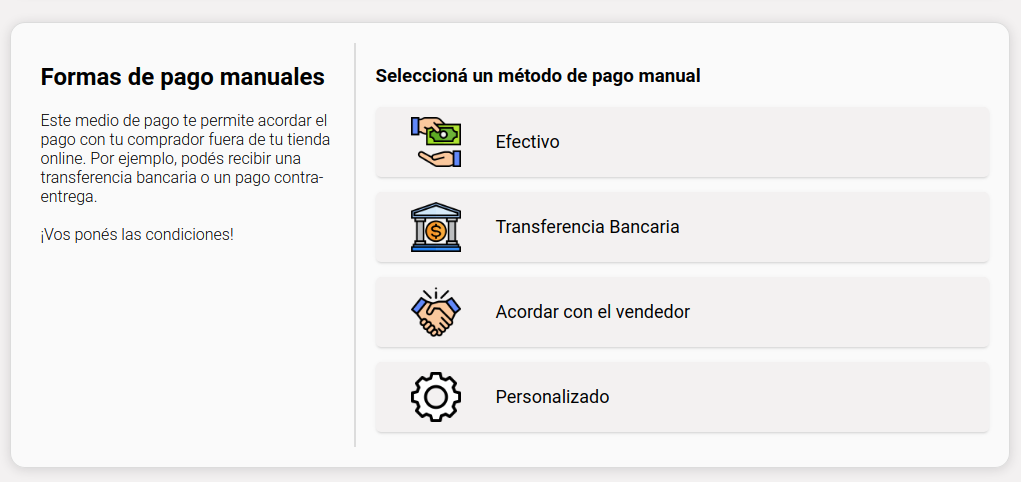 Formas de pago manuales
Este medio de pago te permite acordar el
pago con tu comprador fuera de tu tienda
online. Por ejemplo, podés recibir una
transferencia bancaria o un pago contra-
entrega.
¡Vos ponés las condiciones!
Seleccioná un método de pago manual
Efectivo
Transferencia Bancaria
Acordar con el vendedor
Personalizado